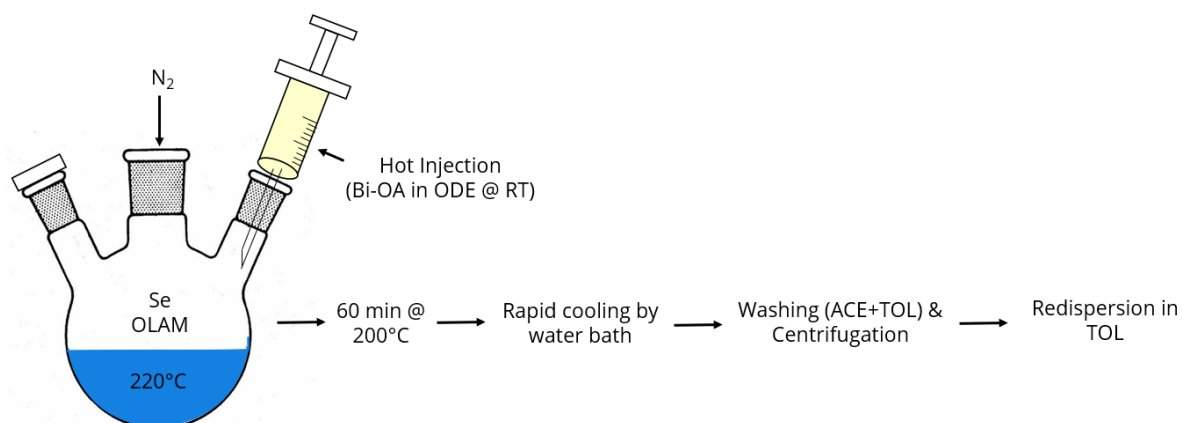 N₂
Hot Injection
(Bi-OA in ODE @ RT)
Se
OLAM
220°C
60 min @
200°C
Rapid cooling by
water bath
Washing (ACE+TOL) &
Centrifugation
Redispersion in
TOL